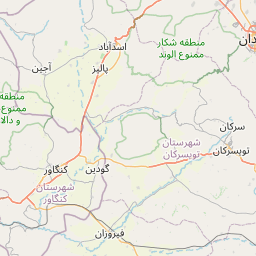 منطقه شکار
ممنوع الوند
دان
اسدآباد
پالیز
آجین
منطقه
ممنوع
و دالا
سرکان
تویسرکان
شهرستان
تویسرکان
گودین
کنگاور
شهرستان
کنگاور
فیروزان